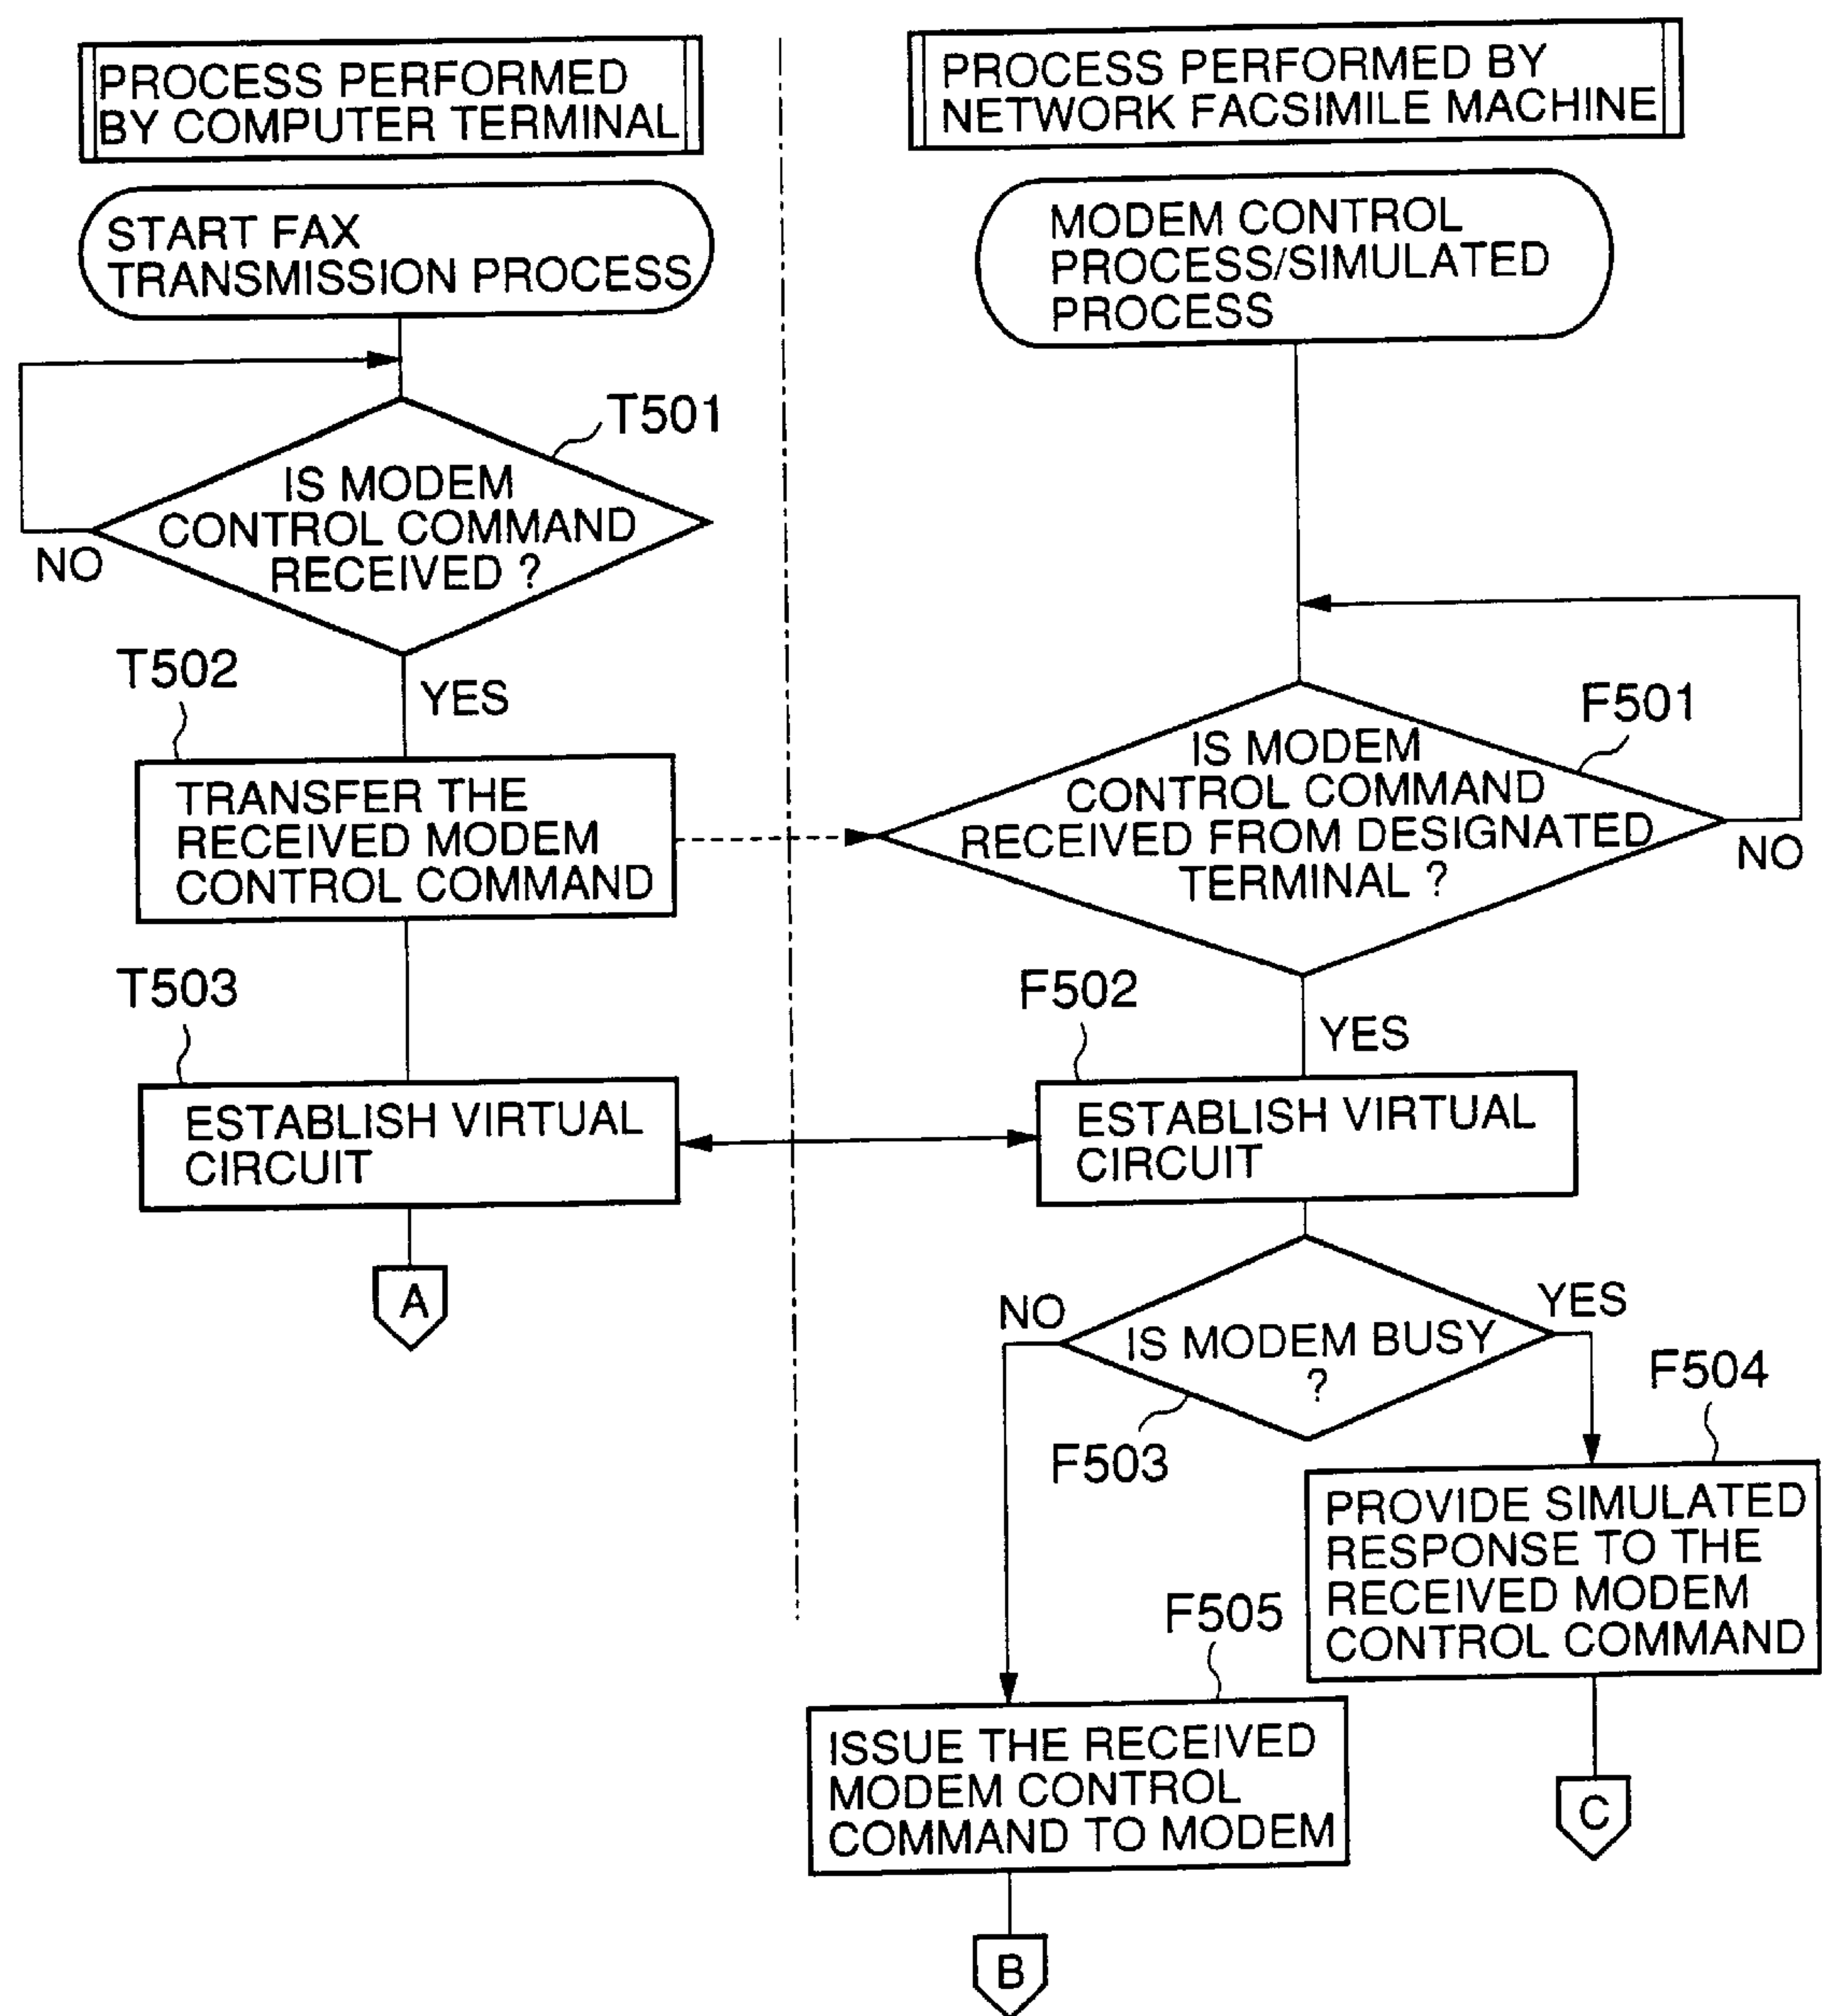 PROCESS PERFORMED
BY COMPUTER TERMINAL
START FAX
TRANSMISSION PROCESS
T501
IS MODEM
CONTROL COMMAND
RECEIVED ?
NO
YES
T502
TRANSFER THE
RECEIVED MODEM
CONTROL COMMAND
T503
ESTABLISH VIRTUAL
CIRCUIT
A
PROCESS PERFORMED BY
NETWORK FACSIMILE MACHINE
MODEM CONTROL
PROCESS/SIMULATED
PROCESS
F501
IS MODEM
CONTROL COMMAND
RECEIVED FROM DESIGNATED
TERMINAL ?
NO
YES
F502
ESTABLISH VIRTUAL
CIRCUIT
NO
YES
IS MODEM BUSY
?
F503
F504
PROVIDE SIMULATED
RESPONSE TO THE
RECEIVED MODEM
CONTROL COMMAND
C
F505
ISSUE THE RECEIVED
MODEM CONTROL
COMMAND TO MODEM
B